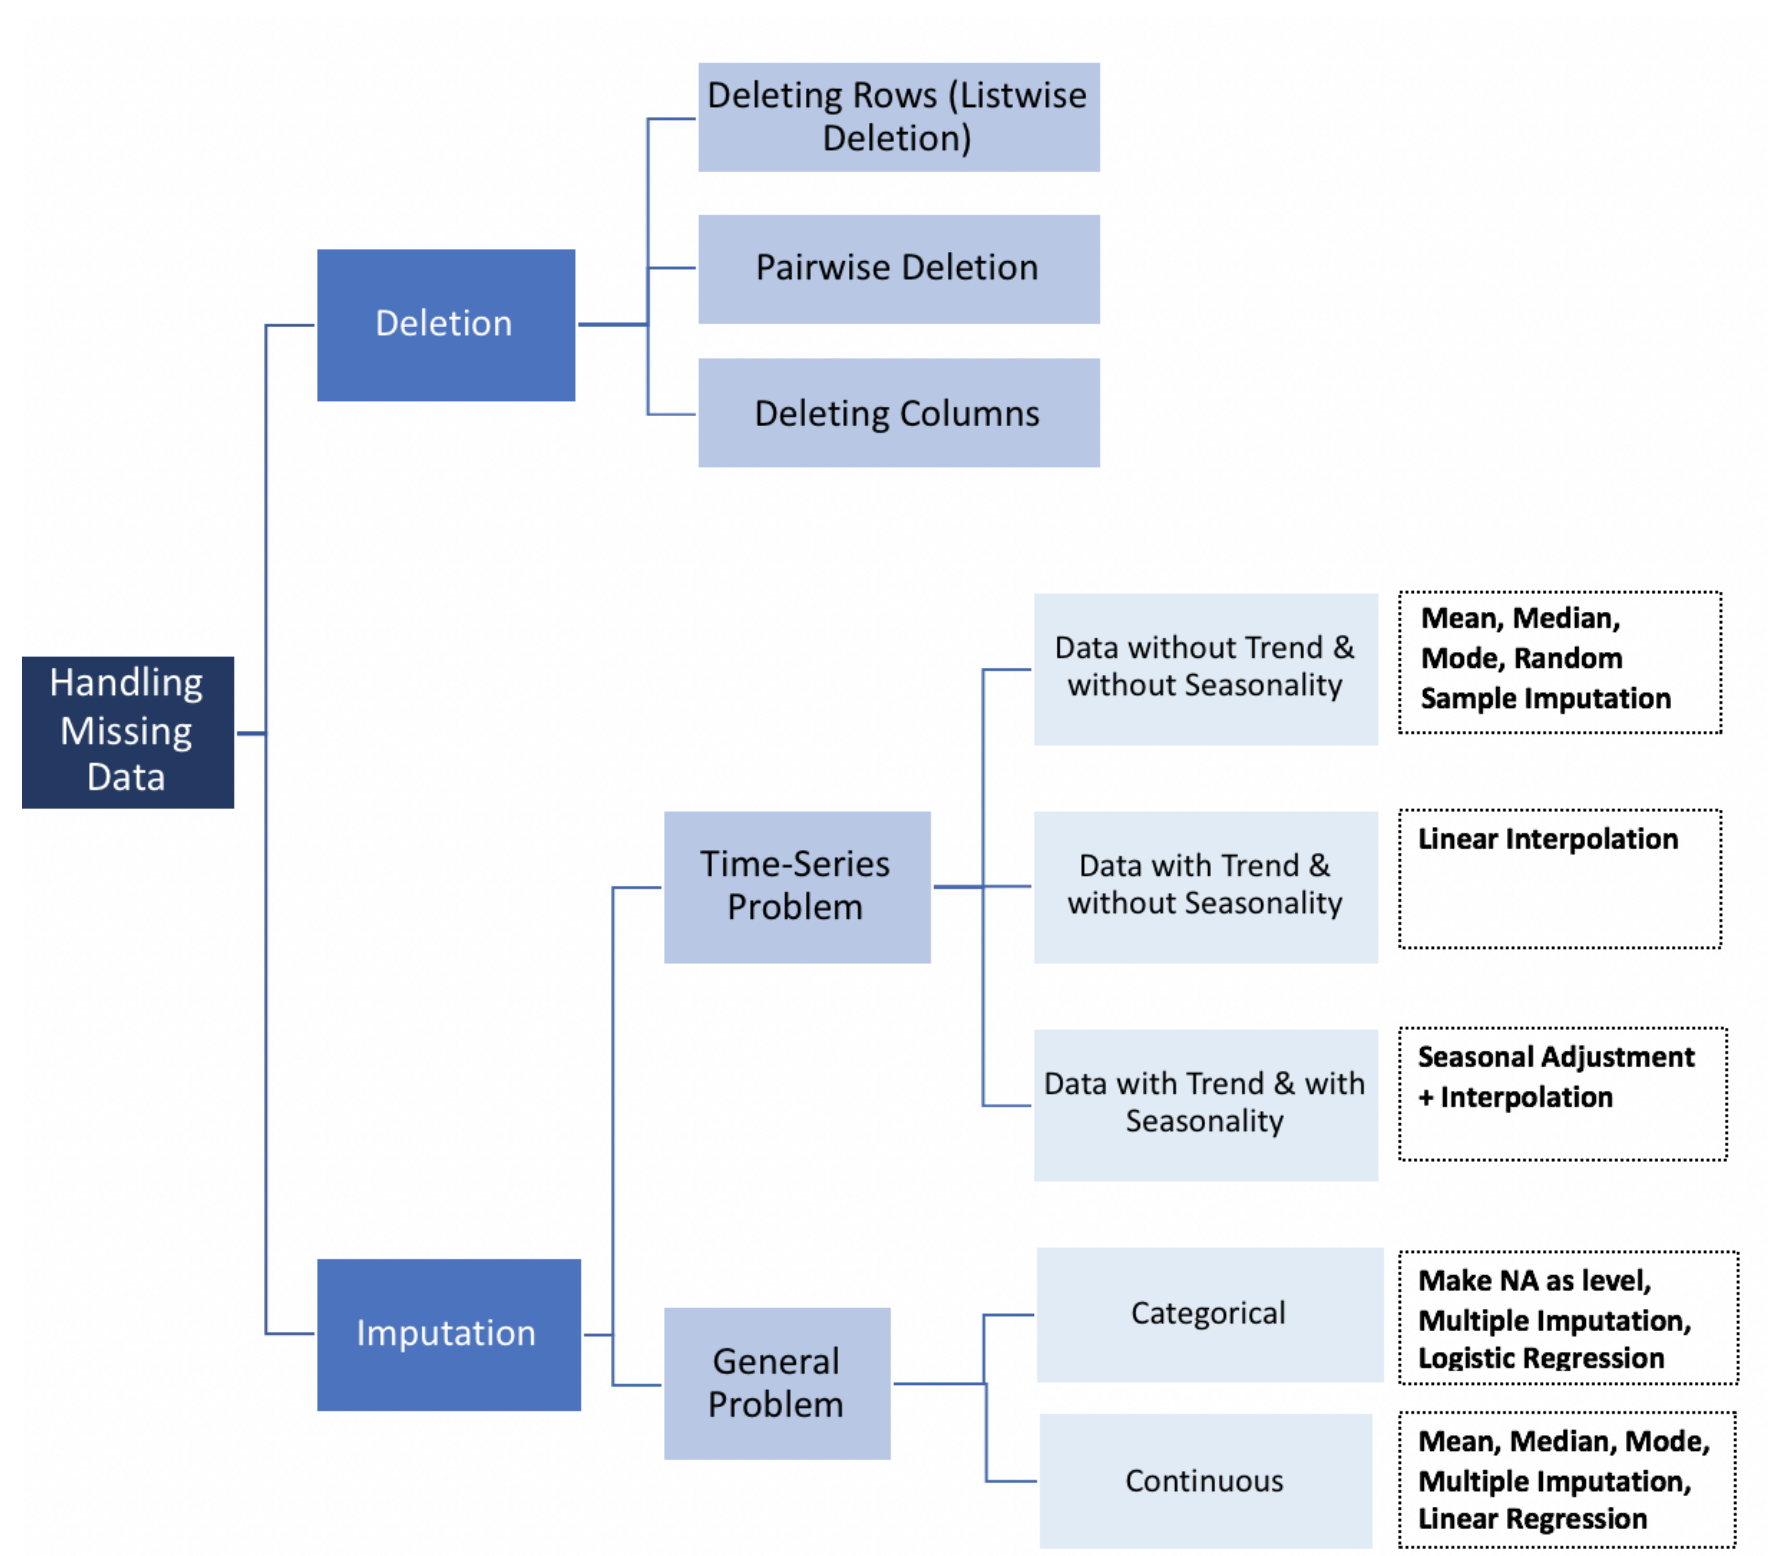 Deleting Rows (Listwise
Deletion)
Pairwise Deletion
Deletion
Deleting Columns
Handling
Missing
Data
Data without Trend &
without Seasonality
Mean, Median,
Mode, Random
Sample Imputation
Time-Series
Problem
Data with Trend &
without Seasonality
Linear Interpolation
Data with Trend & with
Seasonality
Seasonal Adjustment
+ Interpolation
Imputation
General
Problem
Categorical
Make NA as level,
Multiple Imputation,
Logistic Regression
Continuous
Mean, Median, Mode,
Multiple Imputation,
Linear Regression